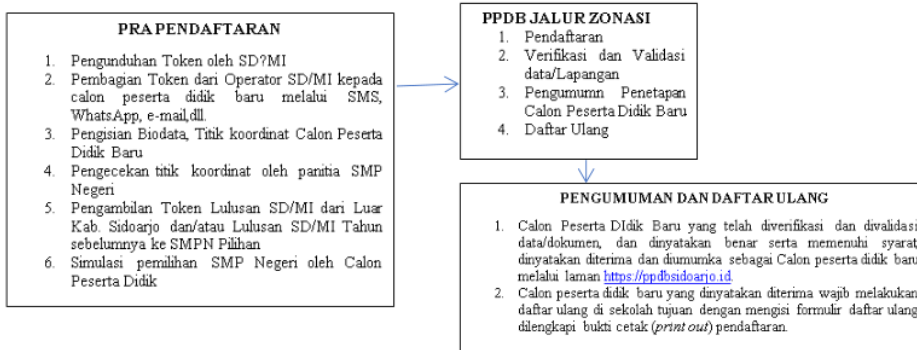 PRA PENDAFTARAN
1. Pengunduhan Token oleh SD?MI
2. Pembagian Token dari Operator SD/MI kepada
calon peserta didik baru melalui SMS,
WhatsApp, e-mail,dll.
3. Pengisian Biodata, Titik koordinat Calon Peserta
Didik Baru
4. Pengecekan titik koordinat oleh panitia SMP
Negeri
5. Pengambilan Token Lulusan SD/MI dari Luar
Kab. Sidoarjo dan/atau Lulusan SD/MI Tahun
sebelumnya ke SMPN Pilihan
6. Simulasi pemilihan SMP Negeri oleh Calon
Peserta Didik
PPDB JALUR ZONASI
1. Pendaftaran
2. Verifikasi dan Validasi
data/Lapangan
3. Pengumumn Penetapan
Calon Peserta Didik Baru
4. Daftar Ulang
PENGUMUMAN DAN DAFTAR ULANG
1. Calon Peserta DIdik Baru yang telah diverifikasi dan divalidasi
data/dokumen, dan dinyatakan benar serta memenuhi syarat,
dinyatakan diterima dan diumumka sebagai Calon peserta didik baru
melalui laman https://ppdbsidoarjo.id.
2. Calon peserta didik baru yang dinyatakan diterima wajib melakukan
daftar ulang di sekolah tujuan dengan mengisi formulir daftar ulang
dilengkapi bukti cetak (print out) pendaftaran.